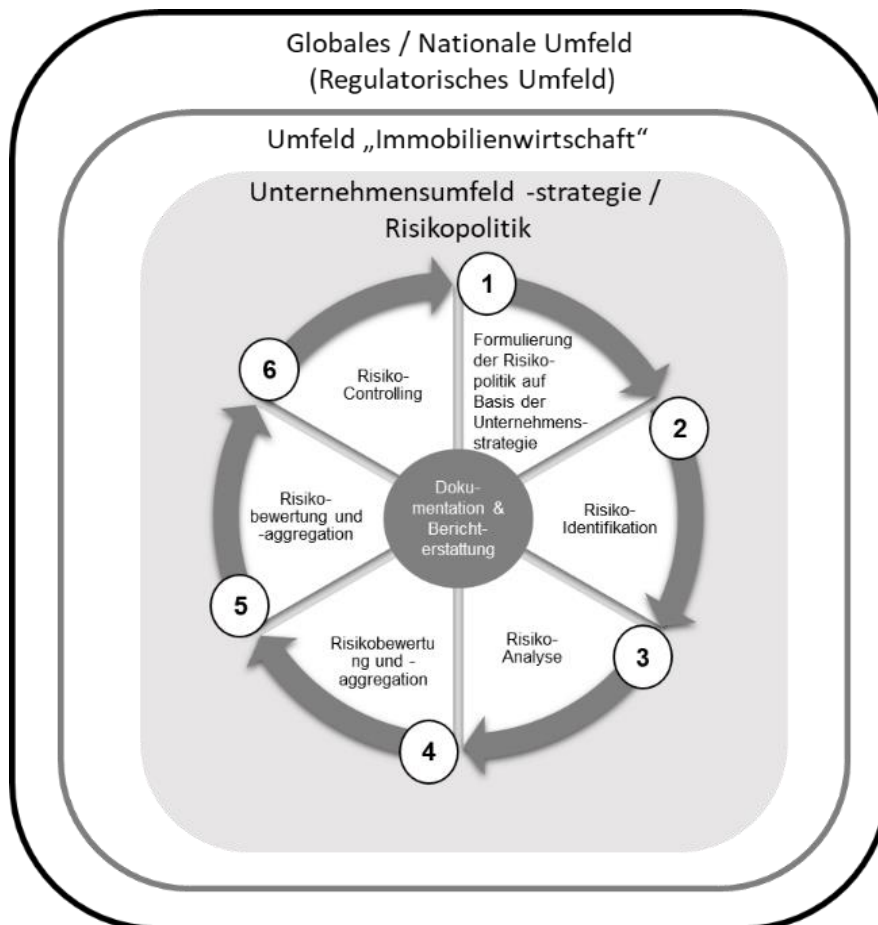 Globales / Nationale Umfeld
(Regulatorisches Umfeld)
Umfeld „Immobilienwirtschaft“
Unternehmensumfeld -strategie /
Risikopolitik
1
Formulierung
der Risiko-
politik auf
Basis der
Unternehmens-
strategie
2
Risiko-
Identifikation
3
Risiko-
Analyse
4
Risikobewertu
ng und -
aggregation
5
Risiko-
bewertung und
-aggregation
6
Risiko-
Controlling
Doku-
mentation &
Bericht-
erstattung